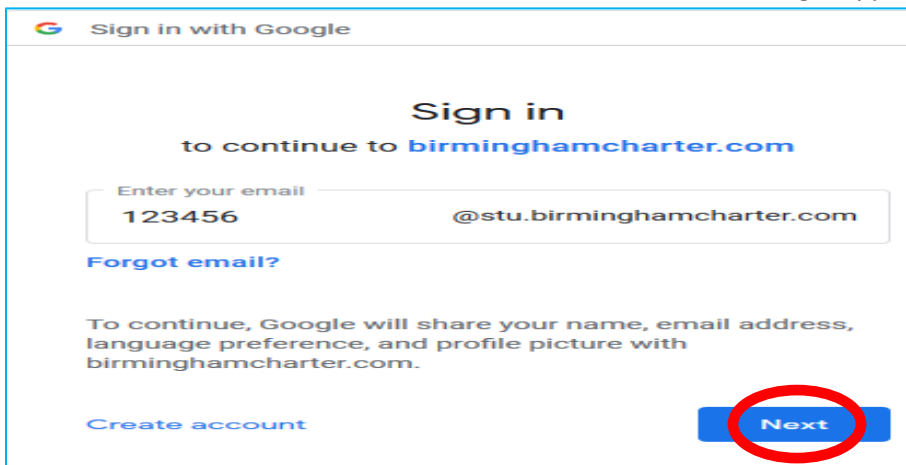 Sign in with Google
Sign in
to continue to birminghamcharter.com
Enter your email
123456 @stu.birminghamcharter.com
Forgot email?
To continue, Google will share your name, email address,
language preference, and profile picture with
birminghamcharter.com.
Create account Next